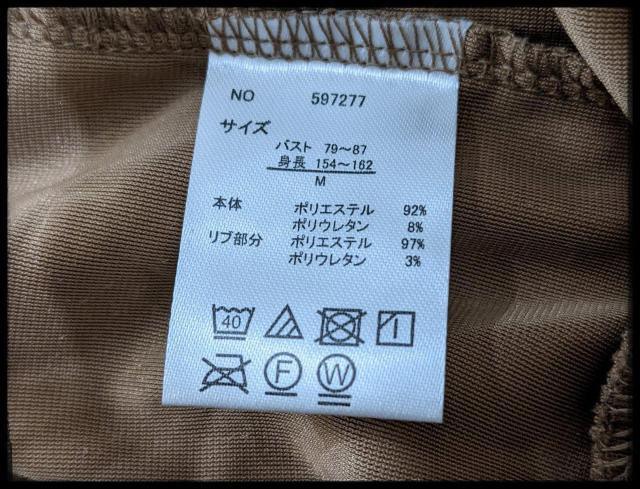 NO 597277
サイズ
バスト 79～87
身長 154～162
M
本体 ポリエステル 92%
ポリウレタン 8%
リブ部分 ポリエステル 97%
ポリウレタン 3%
40
F W